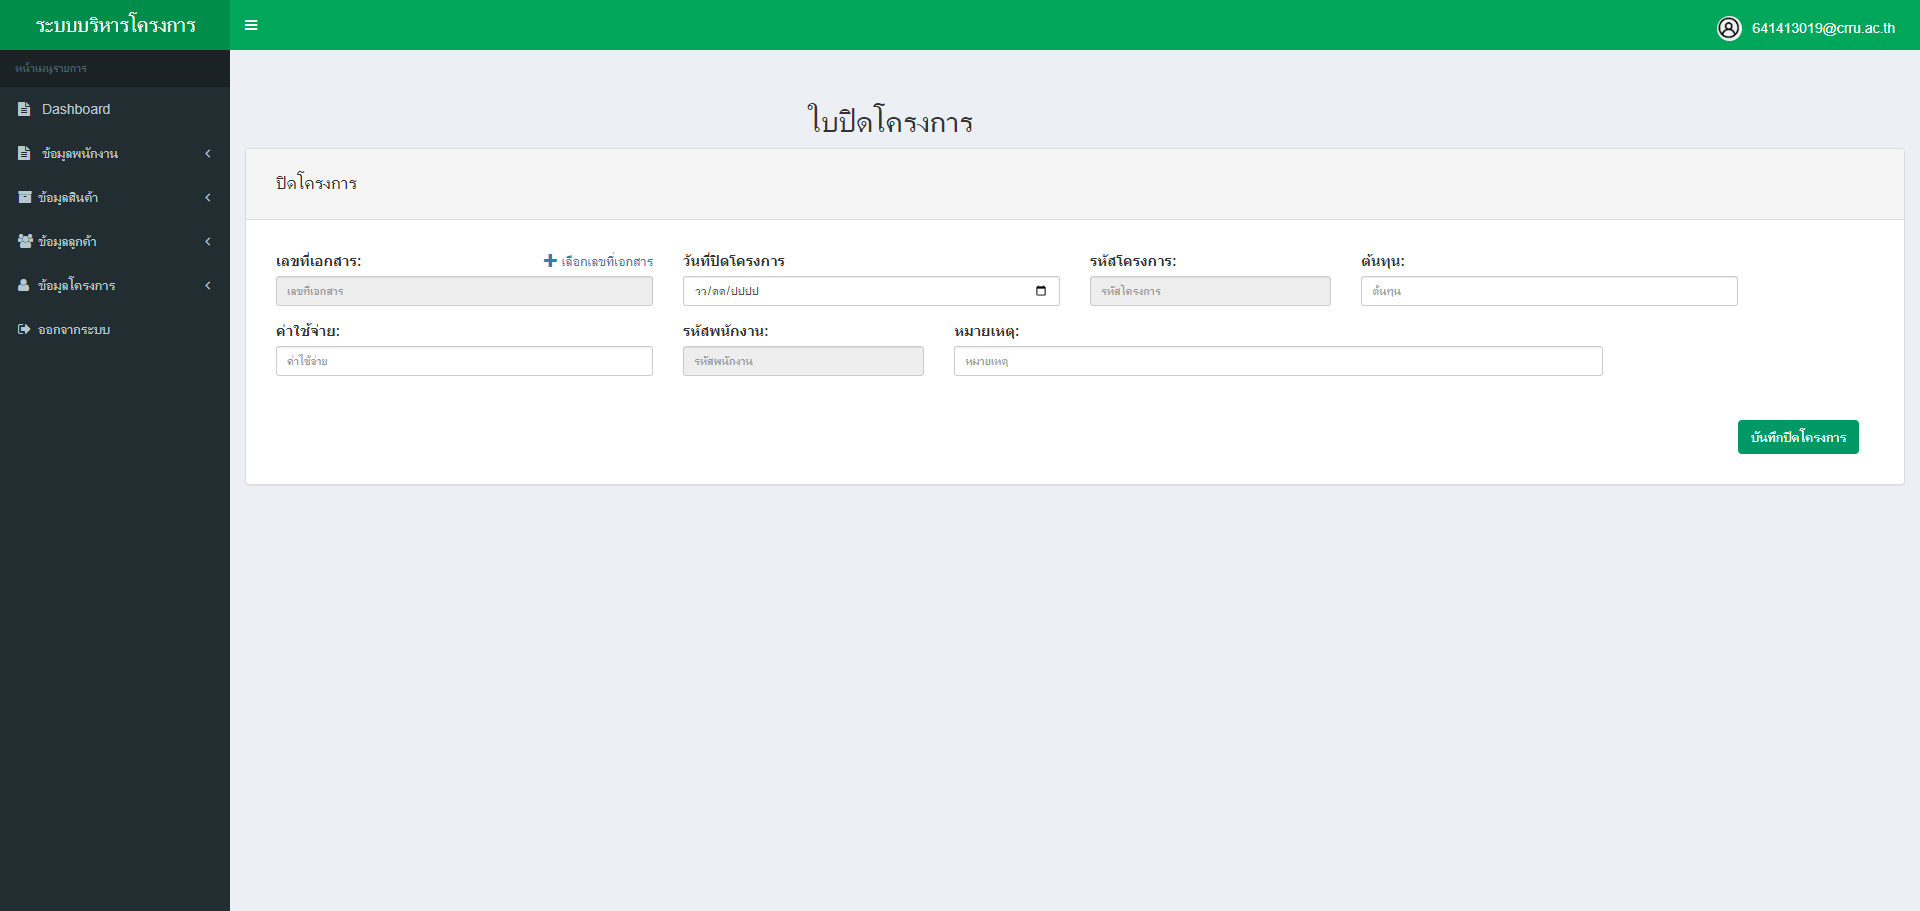 ระบบบริหารโครงการ
641413019@crru.ac.th
หน้าเมนูรายการ
Dashboard
ข้อมูลพนักงาน
ข้อมูลสินค้า
ข้อมูลลูกค้า
ข้อมูลโครงการ
ออกจากระบบ
ใบปิดโครงการ
ปิดโครงการ
เลขที่เอกสาร: เลือกเลขที่เอกสาร วันที่ปิดโครงการ รหัสโครงการ: ต้นทุน:
เลขที่เอกสาร วว/ดด/ปปปป รหัสโครงการ ต้นทุน
ค่าใช้จ่าย: รหัสพนักงาน: หมายเหตุ:
ค่าใช้จ่าย รหัสพนักงาน หมายเหตุ
บันทึกปิดโครงการ